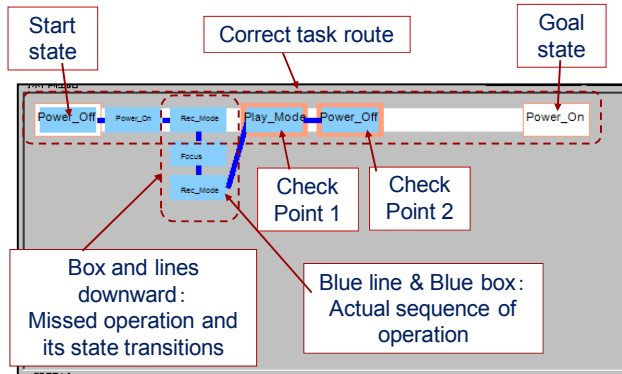 Start
state
Correct task route
Goal
state
Power_Off
Power_On
Rec_Mode
Play_Mode
Power_Off
Power_On
Focus
Rec_Mode
Check
Point 1
Check
Point 2
Box and lines
downward:
Missed operation and
its state transitions
Blue line & Blue box:
Actual sequence of
operation